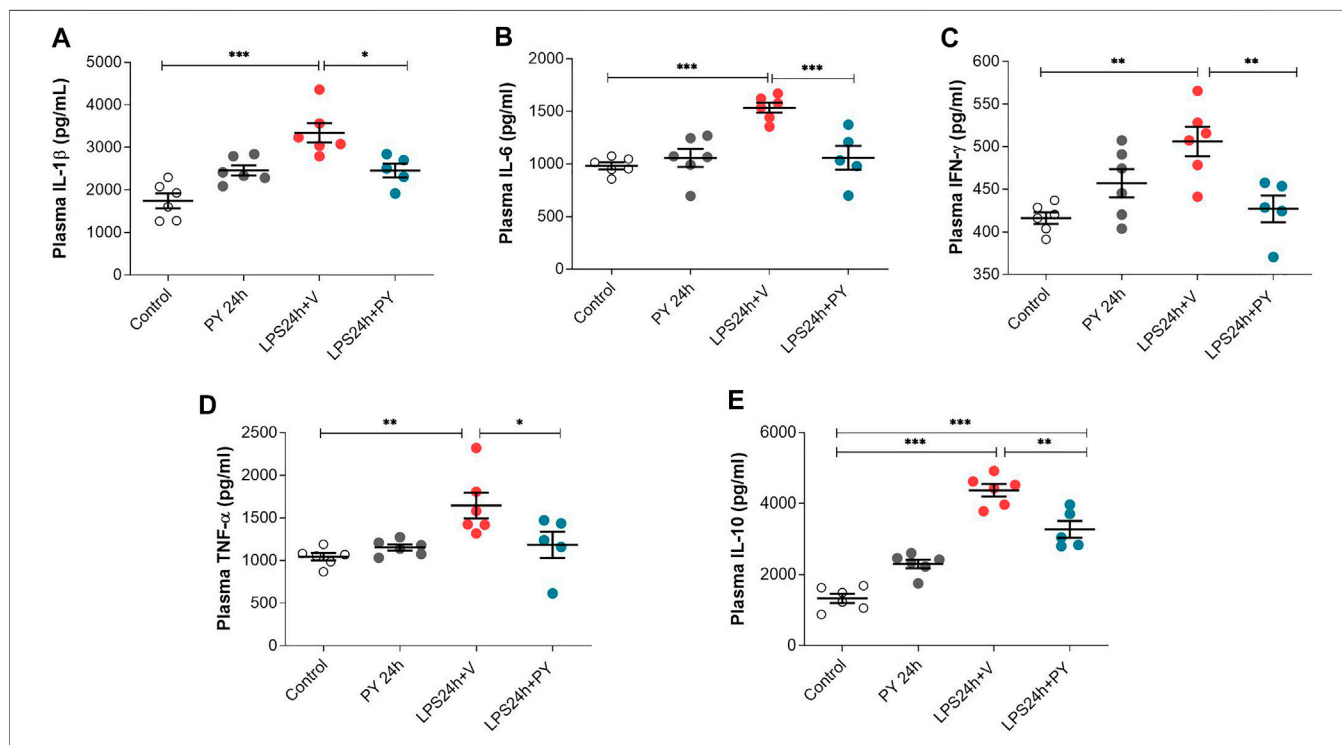 A
Plasma IL-1β (pg/mL)
5000
4000
3000
2000
1000
0
***
*
Control
PY 24h
LPS24h+V
LPS24h+PY
B
Plasma IL-6 (pg/ml)
2000
1500
1000
500
0
***
***
Control
PY 24h
LPS24h+V
LPS24h+PY
C
Plasma IFN-γ (pg/ml)
600
550
500
450
400
350
**
**
Control
PY 24h
LPS24h+V
LPS24h+PY
D
Plasma TNF-α (pg/ml)
2500
2000
1500
1000
500
0
**
*
Control
PY 24h
LPS24h+V
LPS24h+PY
E
Plasma IL-10 (pg/ml)
6000
4000
2000
0
***
***
**
Control
PY 24h
LPS24h+V
LPS24h+PY